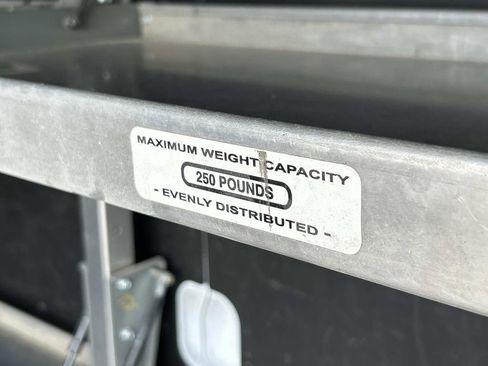 MAXIMUM WEIGHT CAPACITY
250 POUNDS
- EVENLY DISTRIBUTED -